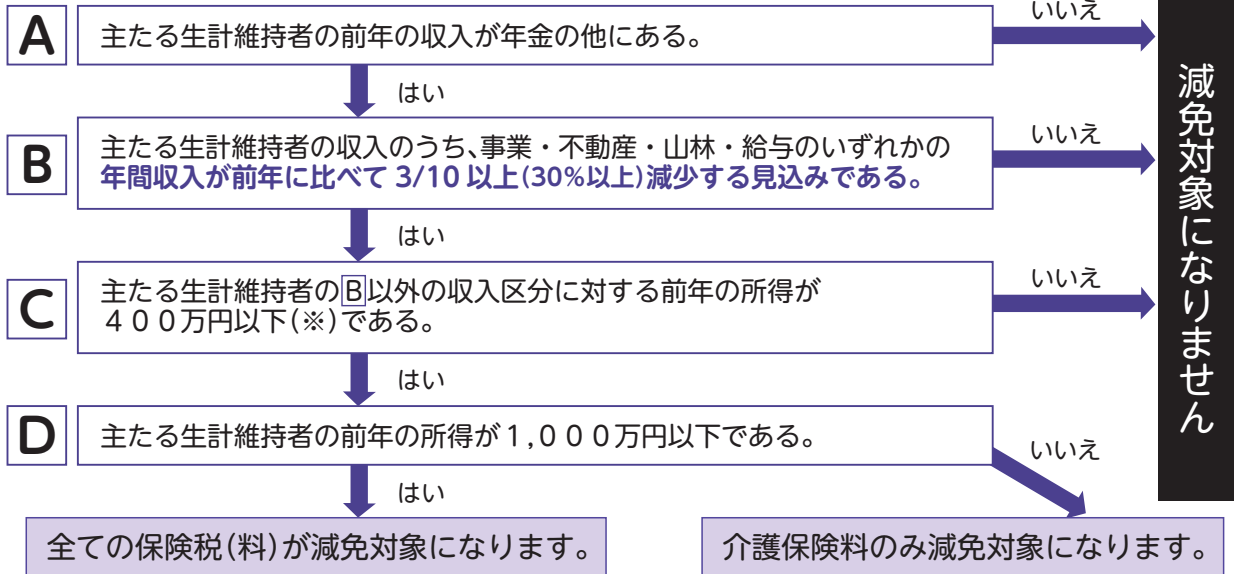 いいえ
A
主たる生計維持者の前年の収入が年金の他にある。
はい
B
主たる生計維持者の収入のうち、事業・不動産・山林・給与のいずれかの
年間収入が前年に比べて 3/10 以上(30%以上)減少する見込みである。
いいえ
はい
C
主たる生計維持者のB以外の収入区分に対する前年の所得が
４００万円以下(※)である。
いいえ
はい
D
主たる生計維持者の前年の所得が１,０００万円以下である。
いいえ
はい
減免対象になりません
全ての保険税(料)が減免対象になります。
介護保険料のみ減免対象になります。